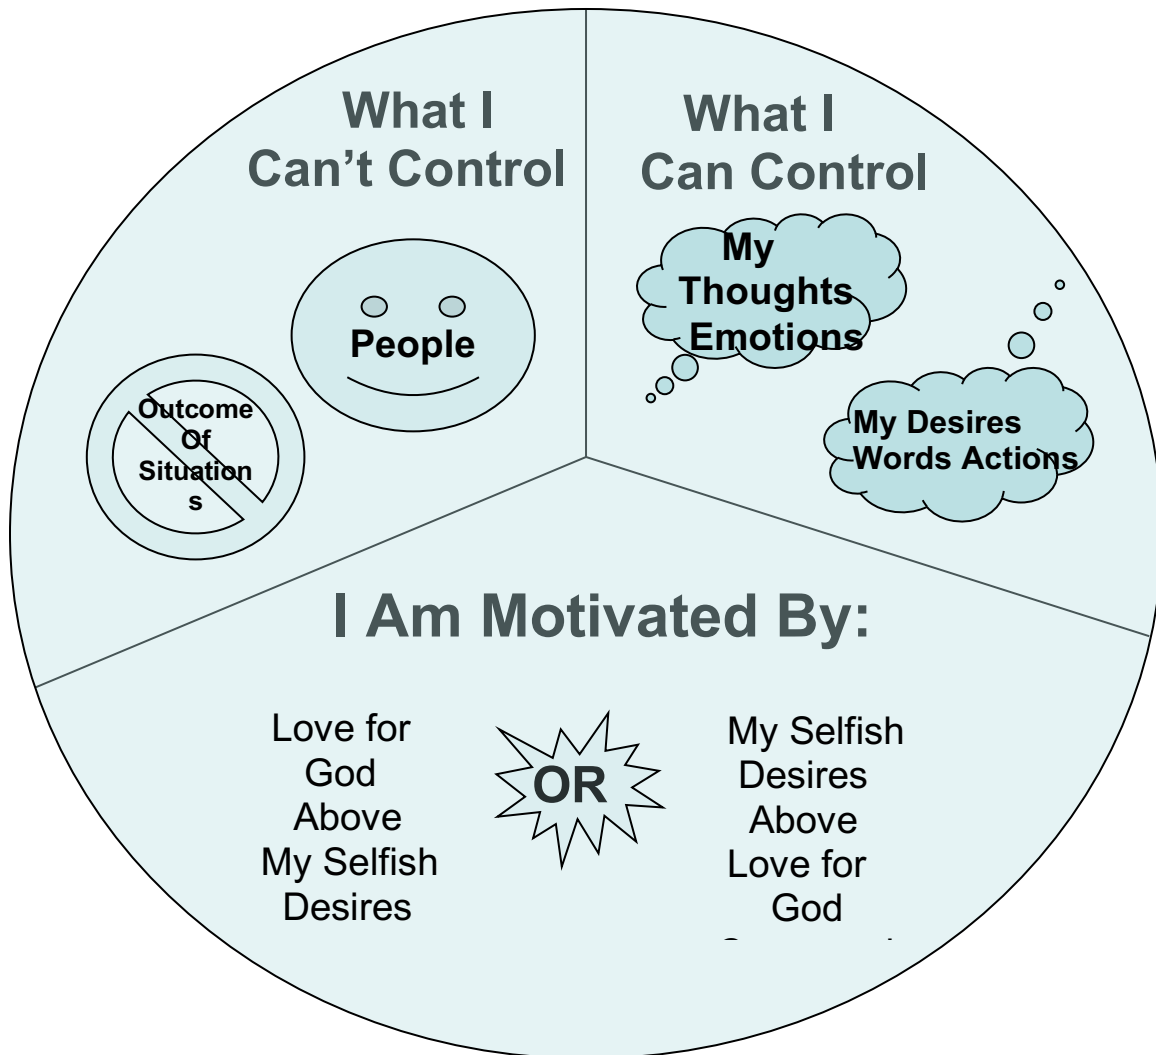 What I
Can’t Control
People
Outcome
Of
Situation
s
What I
Can Control
My
Thoughts
Emotions
My Desires
Words Actions
I Am Motivated By:
Love for
God
Above
My Selfish
Desires
OR
My Selfish
Desires
Above
Love for
God